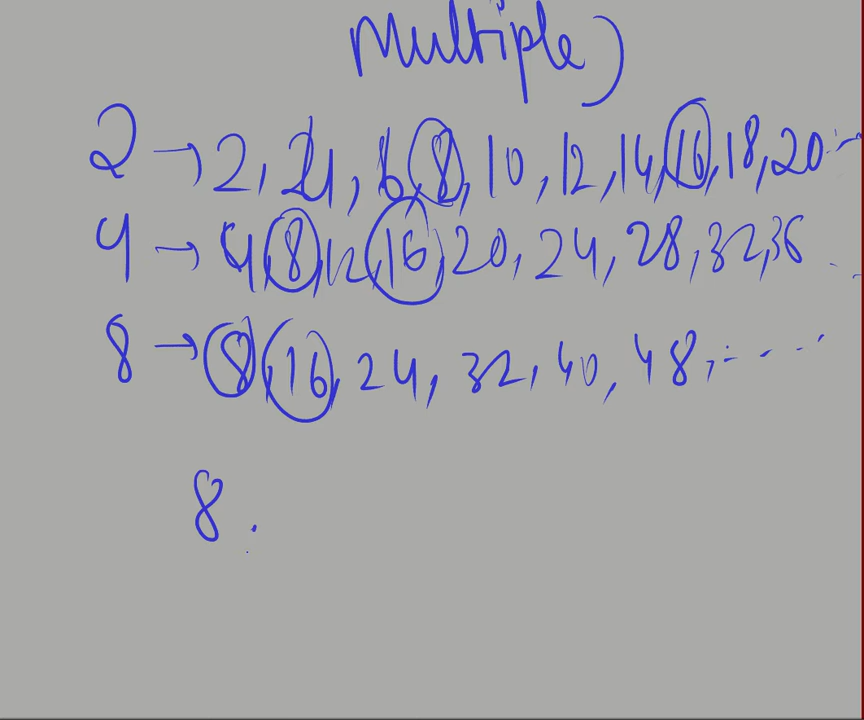 Multiple)
2 → 2, 4, 6, 8, 10, 12, 14, 16, 18, 20...
4 → 4, 8, 12, 16, 20, 24, 28, 32, 36 ...
8 → 8, 16, 24, 32, 40, 48, ....
8.